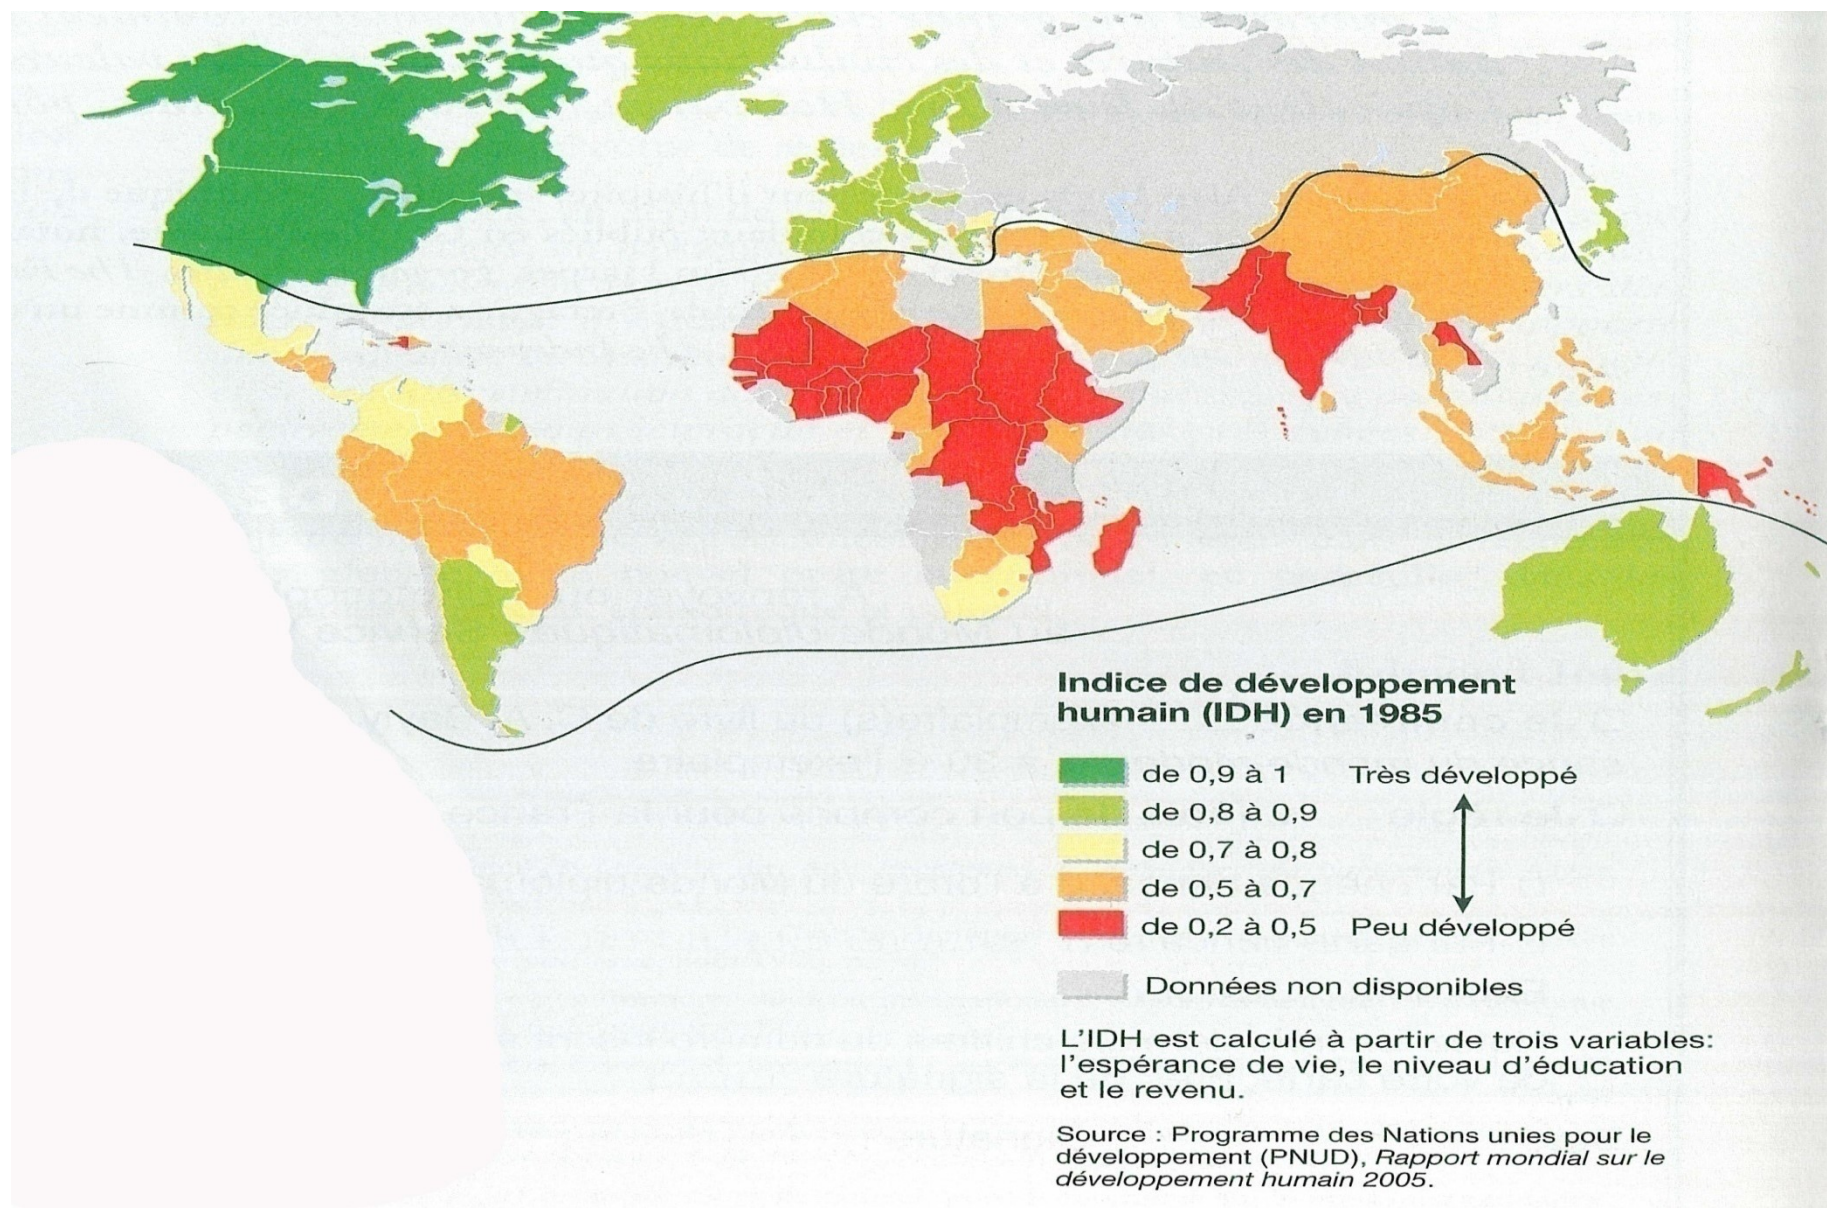 Indice de développement
humain (IDH) en 1985
de 0,9 à 1 Très développé
de 0,8 à 0,9
de 0,7 à 0,8
de 0,5 à 0,7
de 0,2 à 0,5 Peu développé
Données non disponibles
L'IDH est calculé à partir de trois variables:
l'espérance de vie, le niveau d'éducation
et le revenu.
Source : Programme des Nations unies pour le
développement (PNUD), Rapport mondial sur le
développement humain 2005.